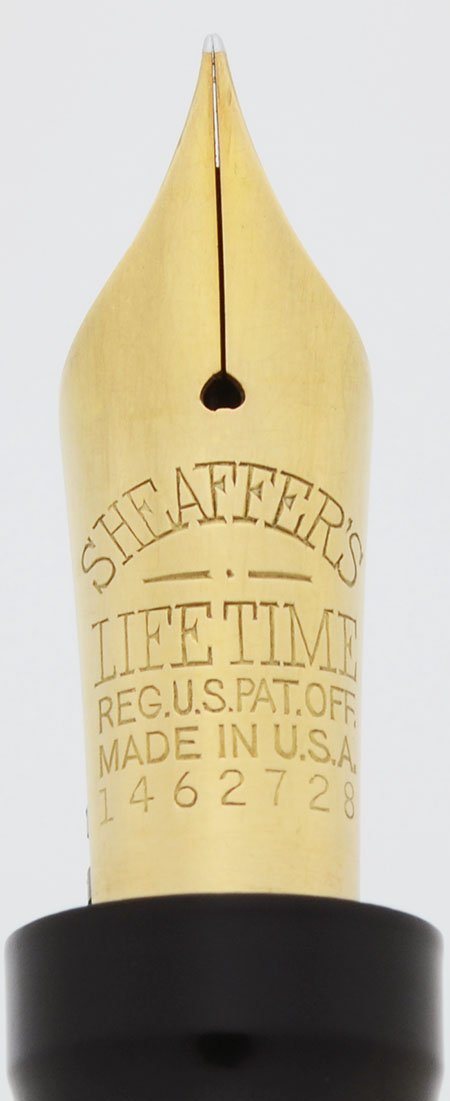 SHEAFFER'S
LIFETIME
REG.U.S.PAT.OFF.
MADE IN U.S.A.
1462728